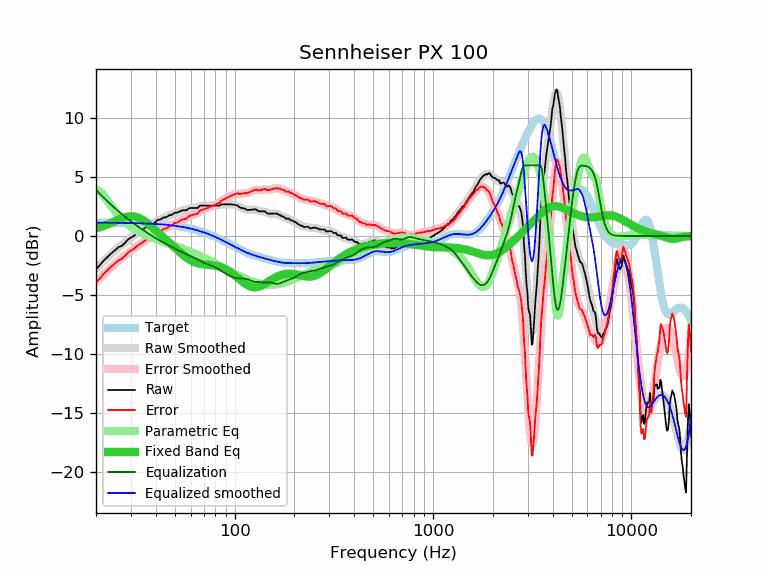 Sennheiser PX 100
Amplitude (dBr)
10
5
0
−5
−10
−15
−20
Target
Raw Smoothed
Error Smoothed
Raw
Error
Parametric Eq
Fixed Band Eq
Equalization
Equalized smoothed
100
1000
10000
Frequency (Hz)